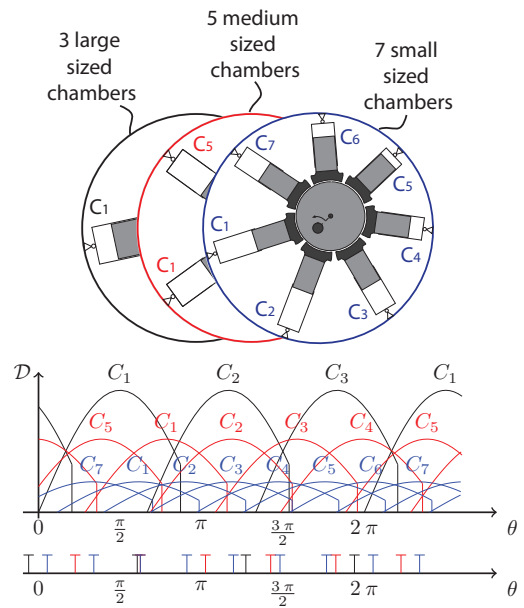 5 medium
sized
chambers
3 large
sized
chambers
7 small
sized
chambers
C6
C7
C5
C5
C1
C1
C4
C1
C2
C3
𝒟
C1 C2 C3 C1
C5 C1 C2 C3 C4 C5
C7 C1 C2 C3 C4 C5 C6 C7
0 π/2 π 3π/2 2π θ
0 π/2 π 3π/2 2π θ